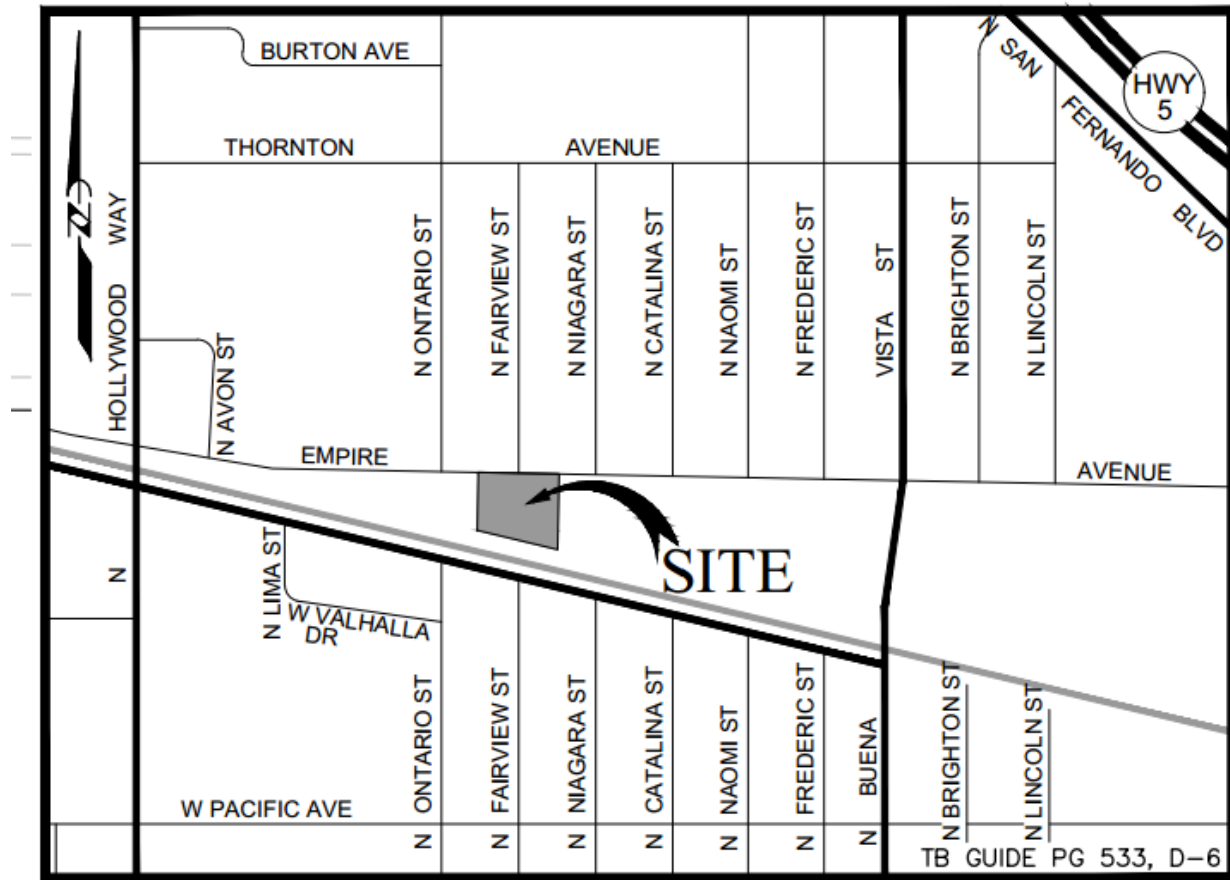 BURTON AVE
N SAN FERNANDO BLVD
HWY
5
THORNTON AVENUE
N HOLLYWOOD WAY
N
N AVON ST
N ONTARIO ST
N FAIRVIEW ST
N NIAGARA ST
N CATALINA ST
N NAOMI ST
N FREDERIC ST
N BUENA VISTA ST
N BRIGHTON ST
N LINCOLN ST
EMPIRE AVENUE
SITE
N LIMA ST
W VALHALLA
DR
N ONTARIO ST
N FAIRVIEW ST
N NIAGARA ST
N CATALINA ST
N NAOMI ST
N FREDERIC ST
N BRIGHTON ST
N LINCOLN ST
W PACIFIC AVE
TB GUIDE PG 533, D-6